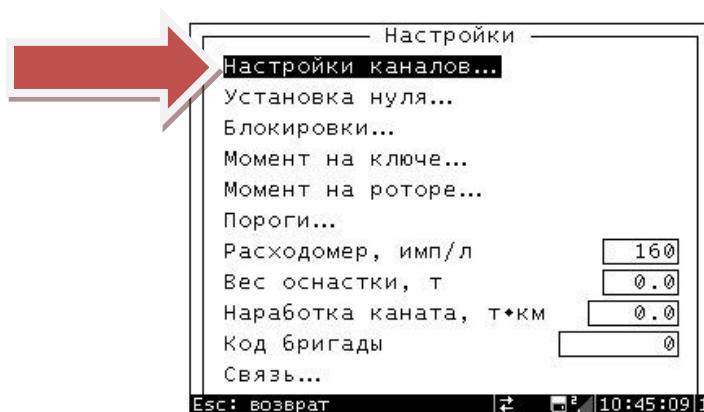 Настройки
Настройки каналов...
Установка нуля...
Блокировки...
Момент на ключе...
Момент на роторе...
Пороги...
Расходомер, имп/л 160
Вес оснастки, т 0.0
Наработка каната, т•км 0.0
Код бригады 0
Связь...
Esc: возврат 2 10:45:09